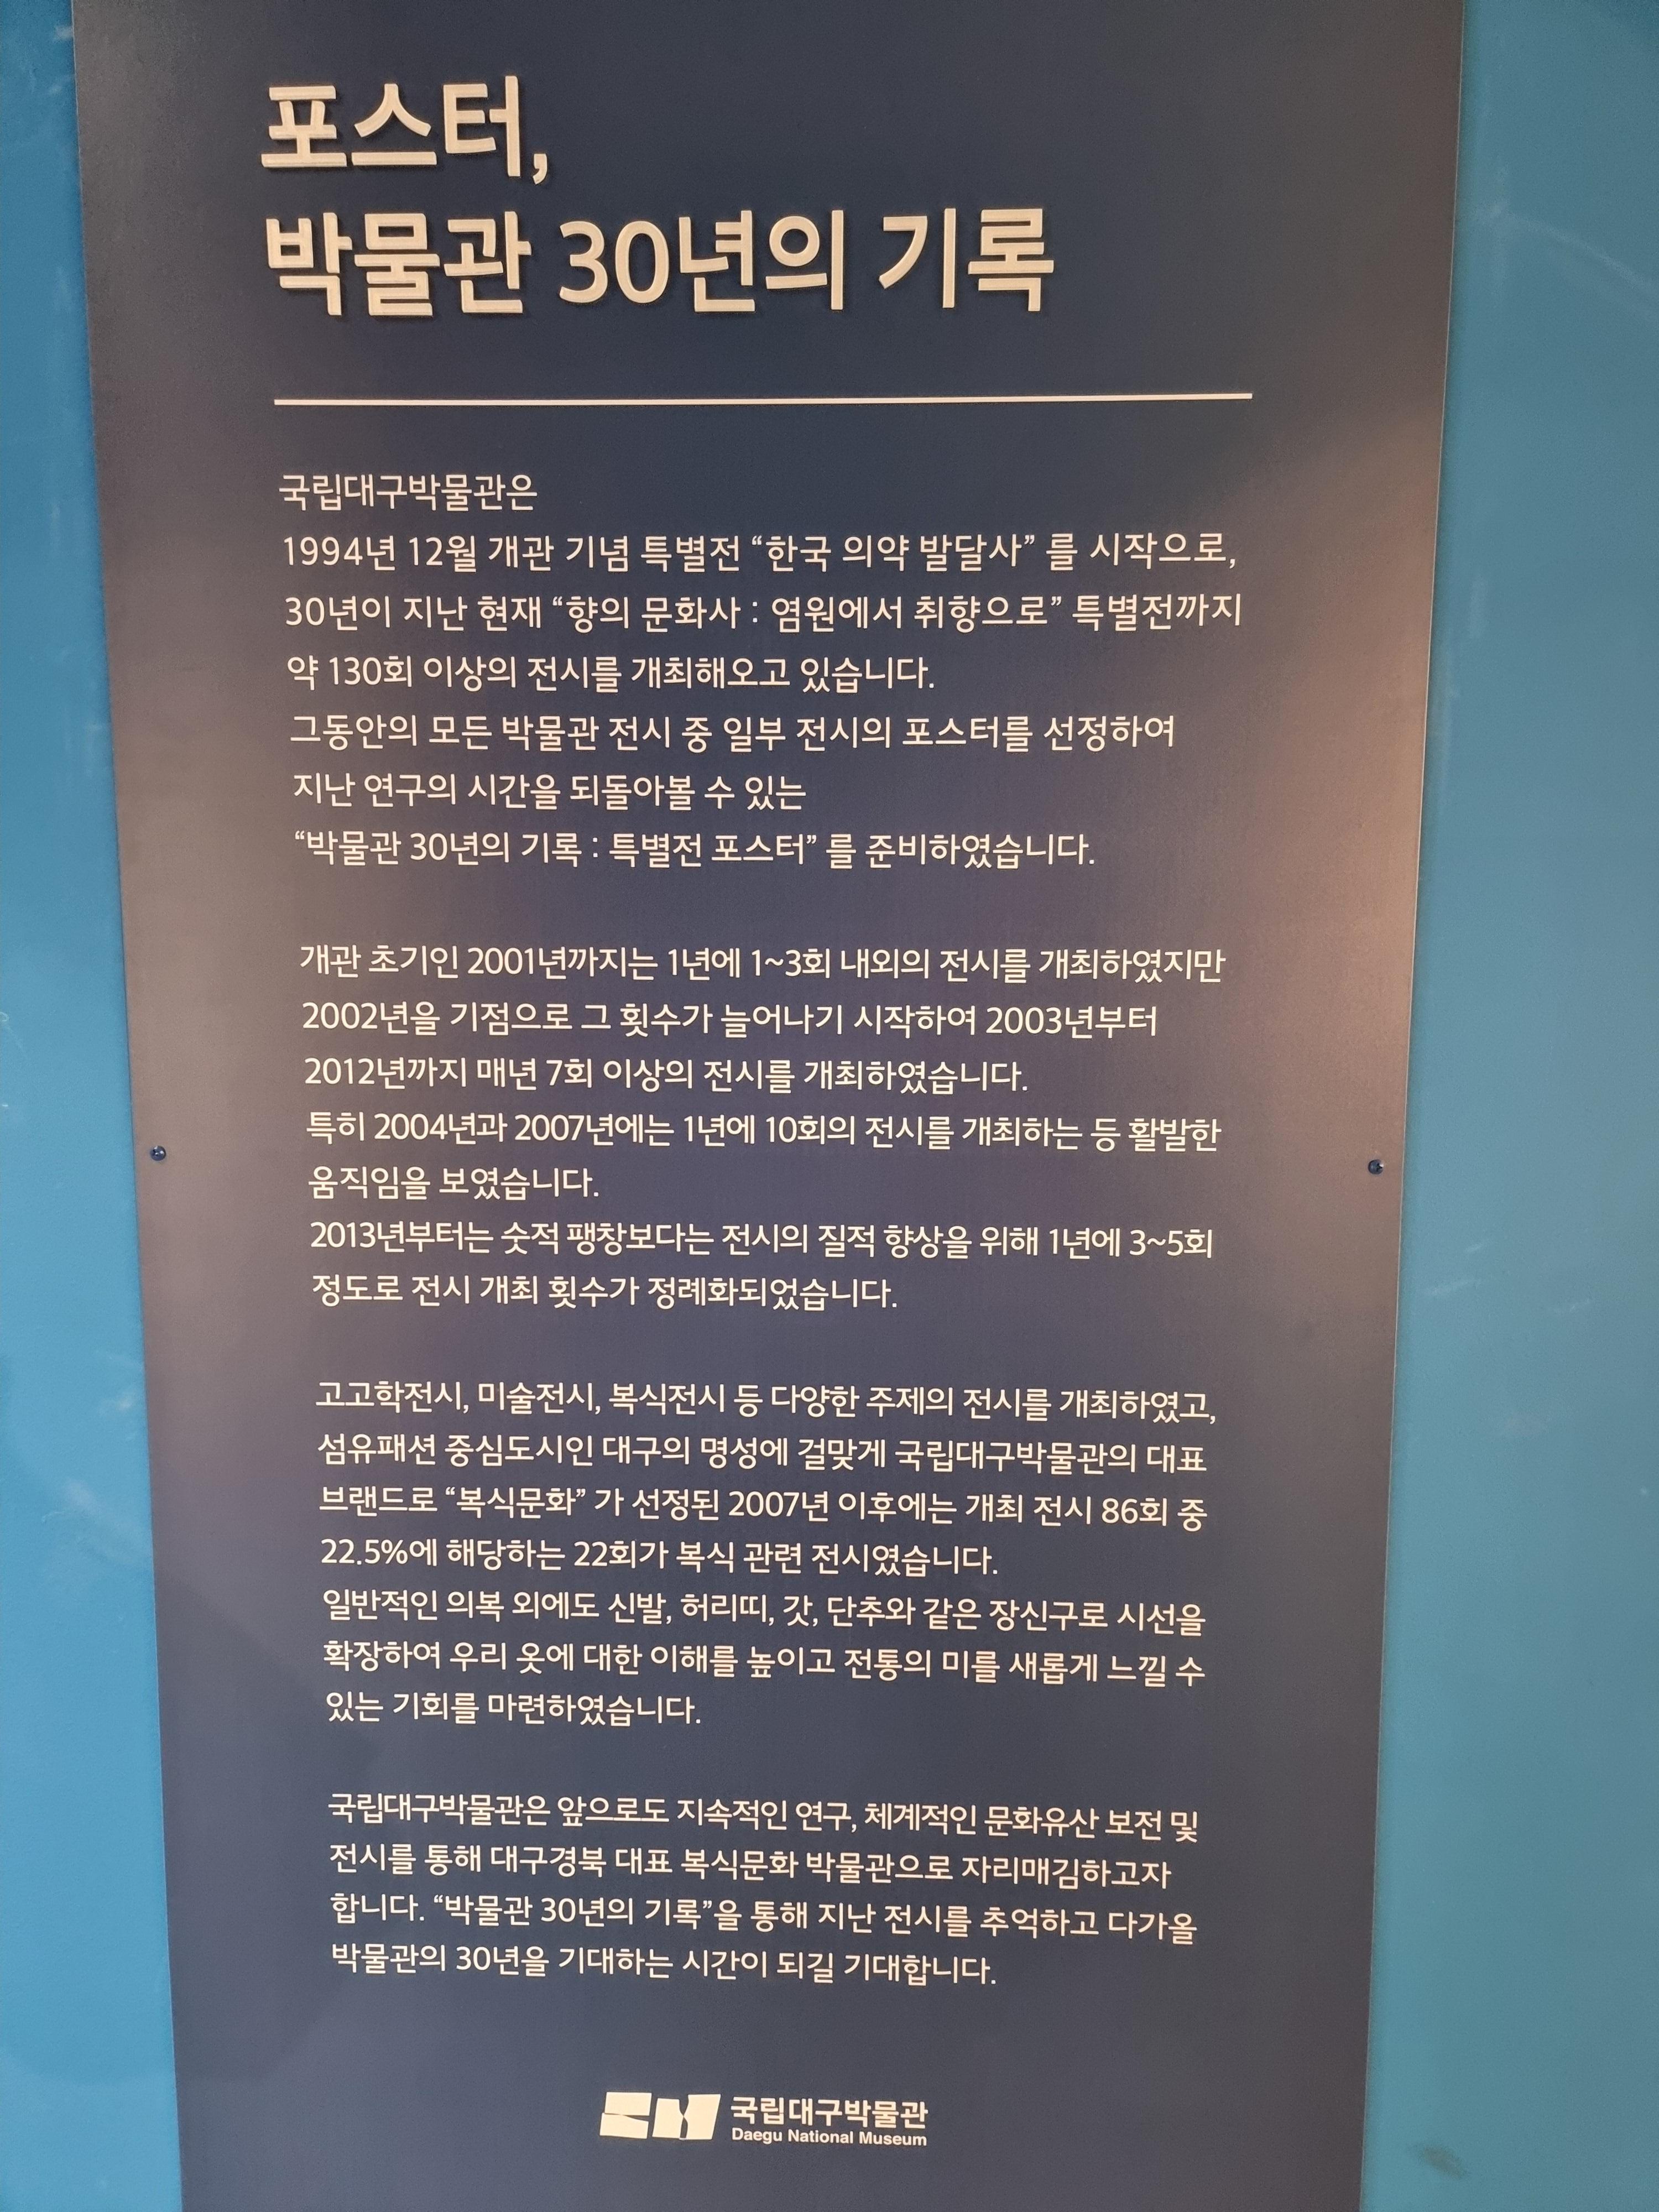 포스터,
박물관 30년의 기록
국립대구박물관은
1994년 12월 개관 기념 특별전 “한국 의약 발달사” 를 시작으로,
30년이 지난 현재 “향의 문화사 : 염원에서 취향으로” 특별전까지
약 130회 이상의 전시를 개최해오고 있습니다.
그동안의 모든 박물관 전시 중 일부 전시의 포스터를 선정하여
지난 연구의 시간을 되돌아볼 수 있는
“박물관 30년의 기록 : 특별전 포스터” 를 준비하였습니다.
개관 초기인 2001년까지는 1년에 1~3회 내외의 전시를 개최하였지만
2002년을 기점으로 그 횟수가 늘어나기 시작하여 2003년부터
2012년까지 매년 7회 이상의 전시를 개최하였습니다.
특히 2004년과 2007년에는 1년에 10회의 전시를 개최하는 등 활발한
움직임을 보였습니다.
2013년부터는 숫적 팽창보다는 전시의 질적 향상을 위해 1년에 3~5회
정도로 전시 개최 횟수가 정례화되었습니다.
고고학전시, 미술전시, 복식전시 등 다양한 주제의 전시를 개최하였고,
섬유패션 중심도시인 대구의 명성에 걸맞게 국립대구박물관의 대표
브랜드로 “복식문화” 가 선정된 2007년 이후에는 개최 전시 86회 중
22.5%에 해당하는 22회가 복식 관련 전시였습니다.
일반적인 의복 외에도 신발, 허리띠, 갓, 단추와 같은 장신구로 시선을
확장하여 우리 옷에 대한 이해를 높이고 전통의 미를 새롭게 느낄 수
있는 기회를 마련하였습니다.
국립대구박물관은 앞으로도 지속적인 연구, 체계적인 문화유산 보전 및
전시를 통해 대구경북 대표 복식문화 박물관으로 자리매김하고자
합니다. “박물관 30년의 기록”을 통해 지난 전시를 추억하고 다가올
박물관의 30년을 기대하는 시간이 되길 기대합니다.
국립대구박물관
Daegu National Museum